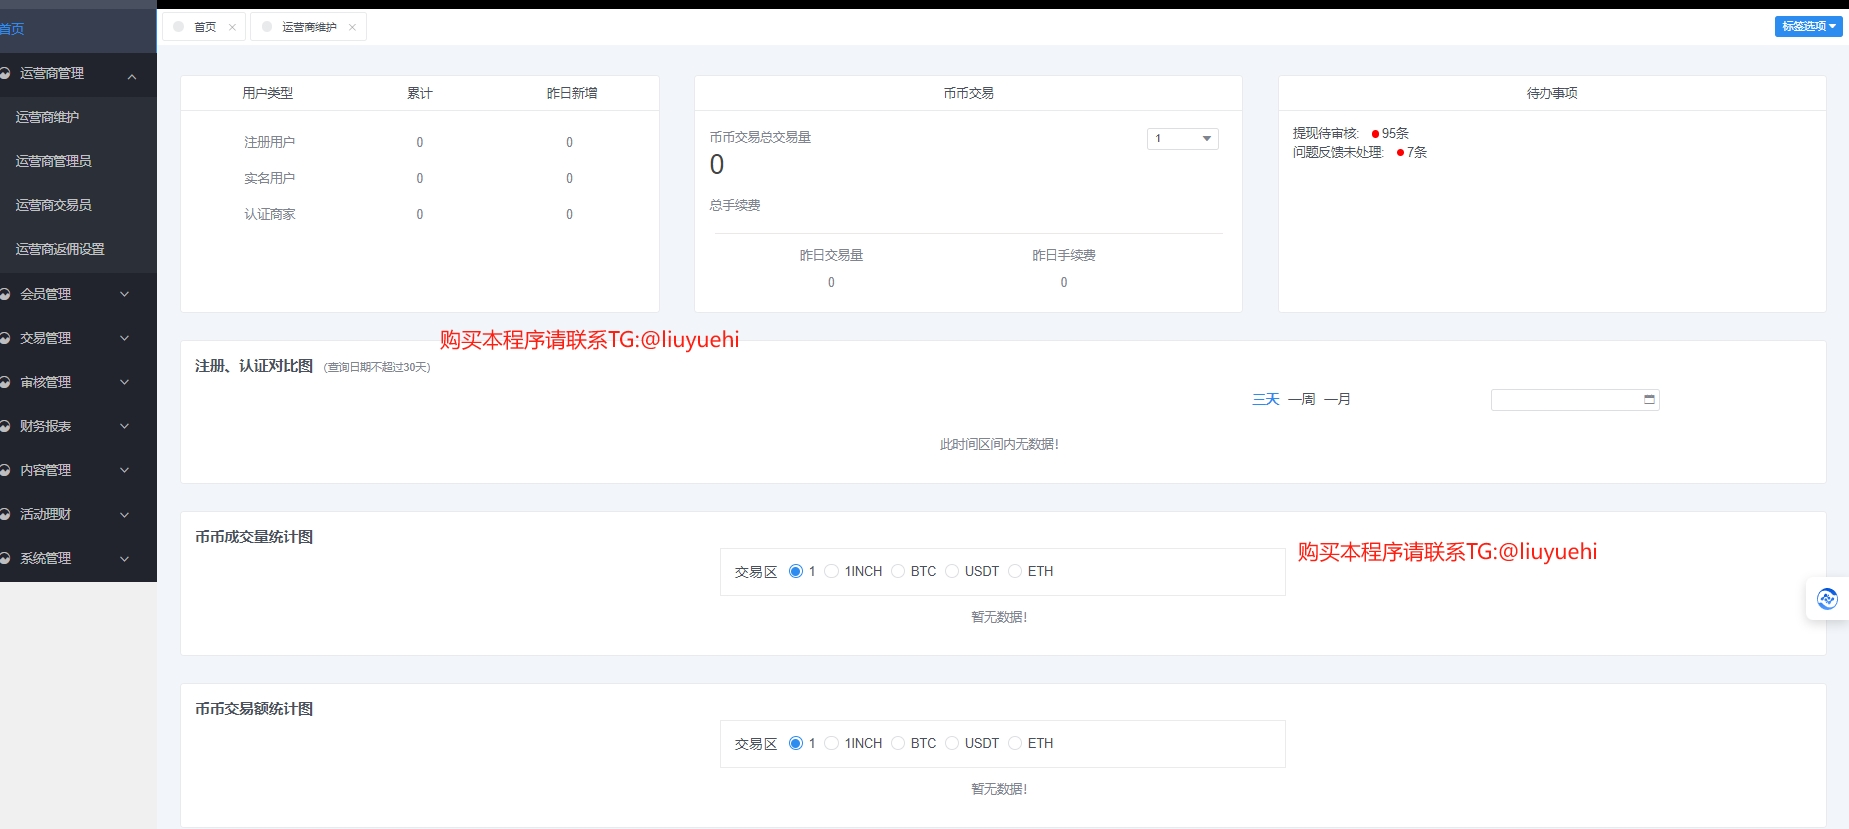 首页
运营商管理
运营商维护
运营商管理员
运营商交易员
运营商返佣设置
会员管理
交易管理
审核管理
财务报表
内容管理
活动理财
系统管理
首页 运营商维护 标签选项
用户类型 累计 昨日新增
注册用户 0 0
实名用户 0 0
认证商家 0 0
币币交易
币币交易总交易量 1
0
总手续费
昨日交易量 昨日手续费
0 0
待办事项
提现待审核: 95条
问题反馈未处理: 7条
购买本程序请联系TG:@liuyuehi
注册、认证对比图 (查询日期不超过30天)
三天 一周 一月
此时间区间内无数据!
币币成交量统计图
购买本程序请联系TG:@liuyuehi
交易区 1 1INCH BTC USDT ETH
暂无数据!
币币交易额统计图
交易区 1 1INCH BTC USDT ETH
暂无数据!